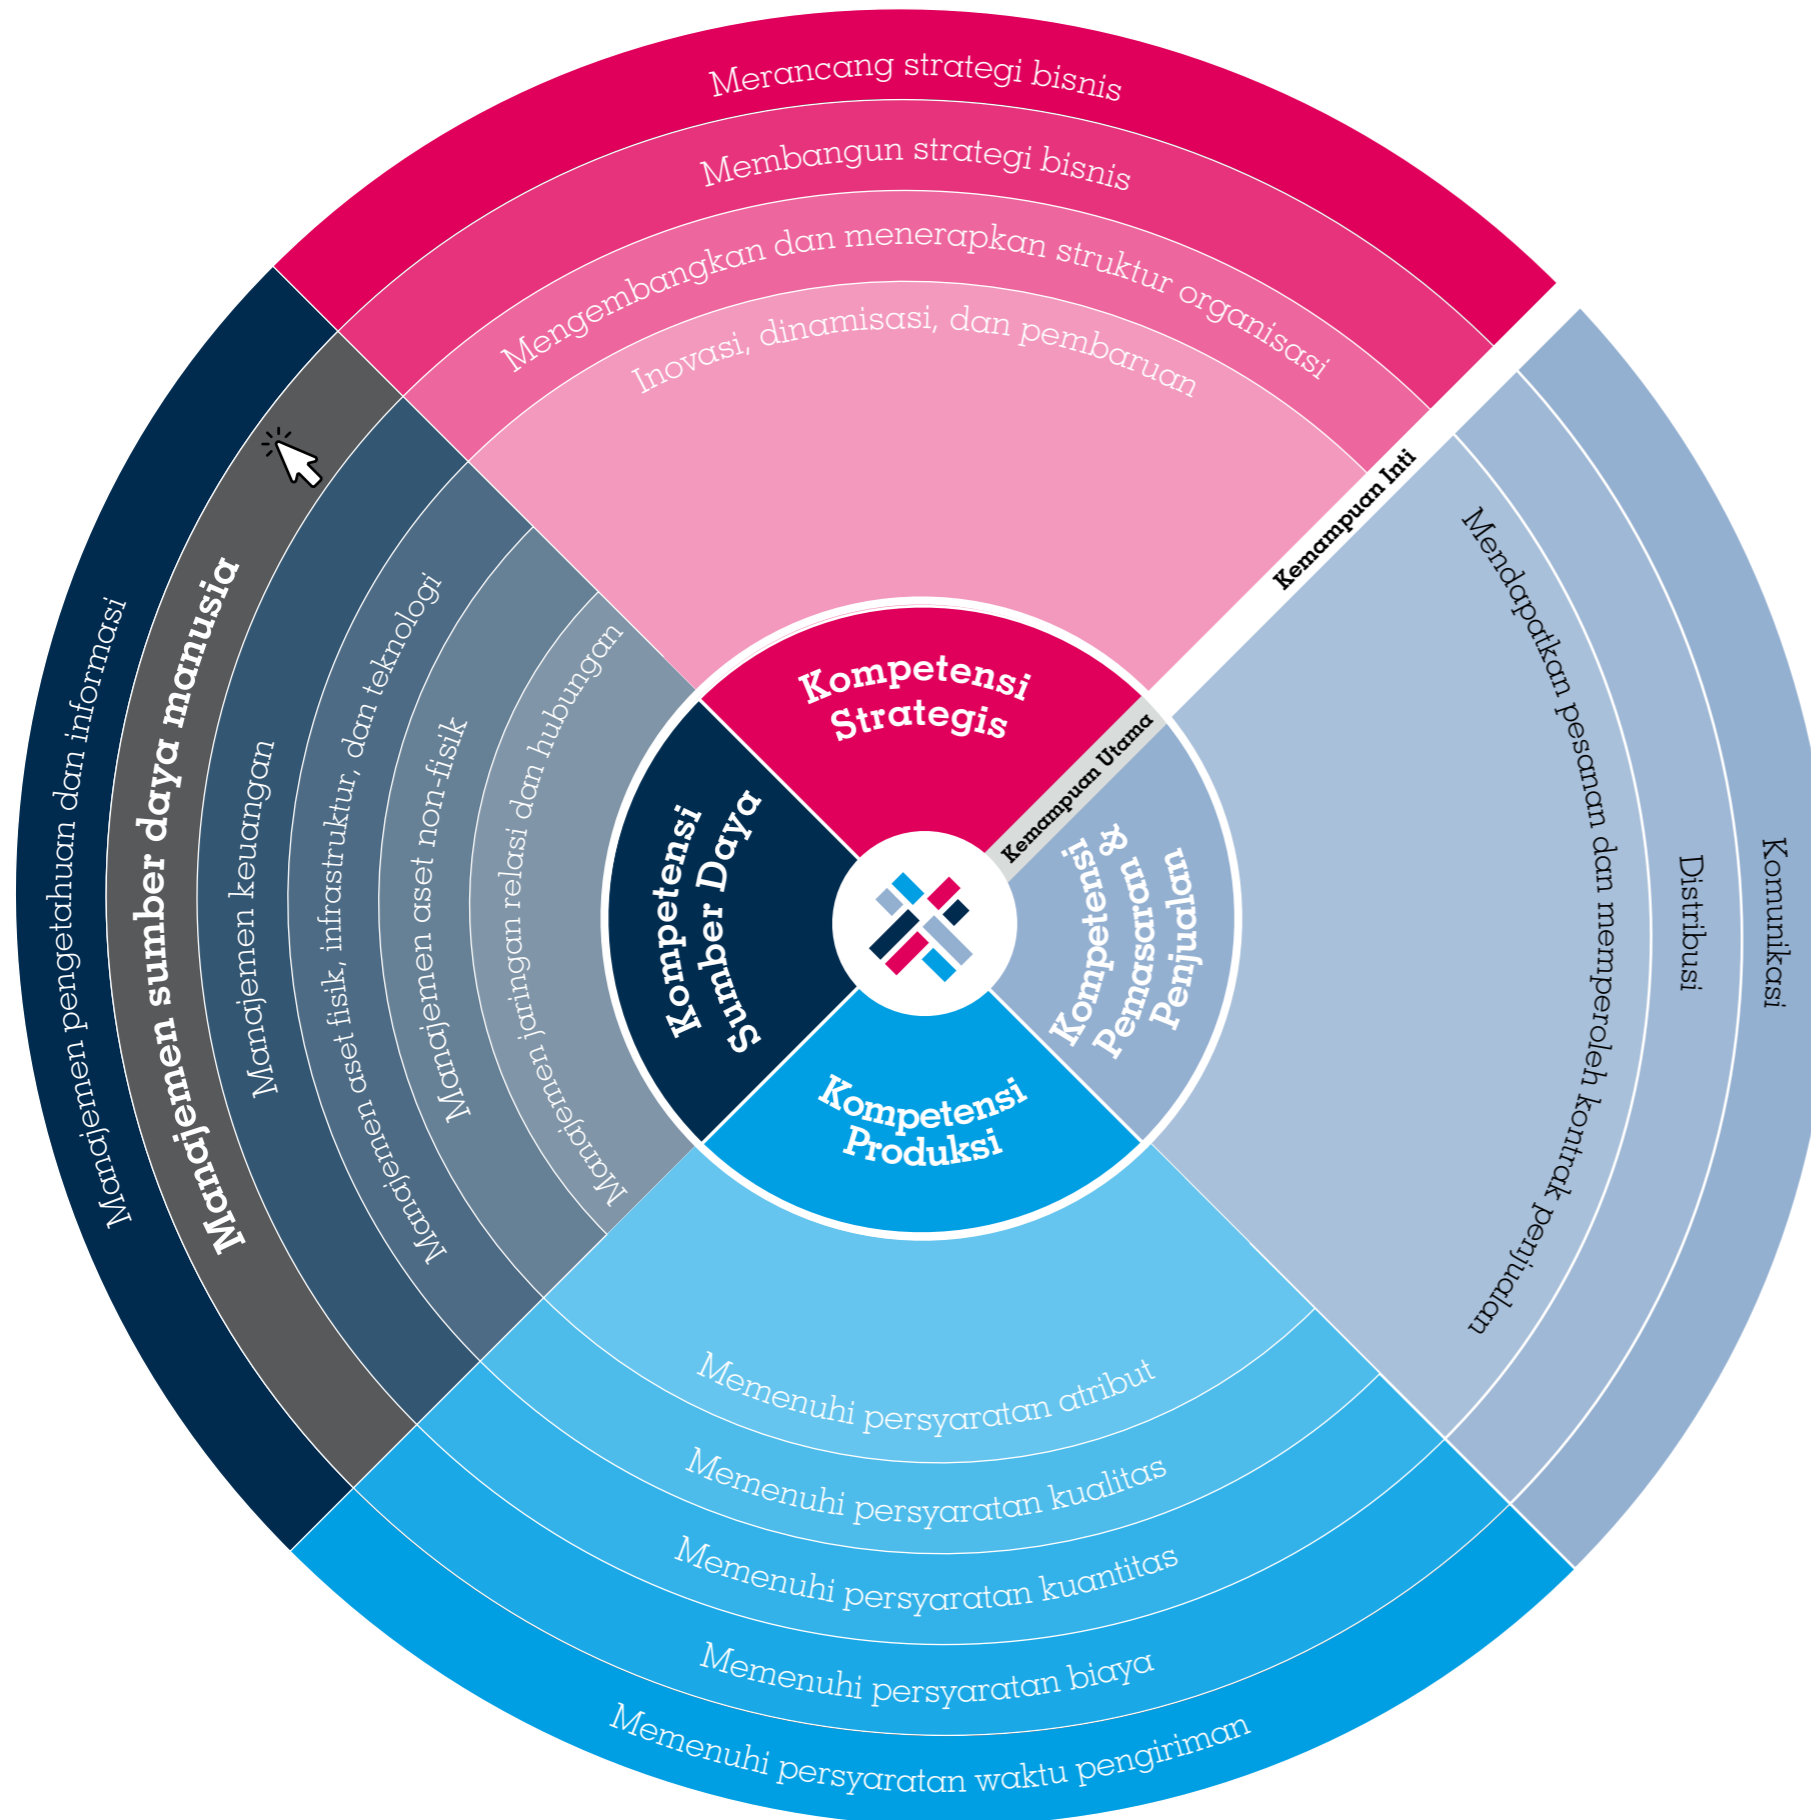 Merancang strategi bisnis
Membangun strategi bisnis
Mengembangkan dan menerapkan struktur organisasi
Inovasi, dinamisasi, dan pembaruan
Kompetensi
Strategis
Kemampuan Inti
Kemampuan Utama
Komunikasi
Distribusi
Mendapatkan pesanan dan memperoleh kontrak penjualan
Kompetensi
Pemasaran &
Penjualan
Kompetensi
Produksi
Memenuhi persyaratan atribut
Memenuhi persyaratan kualitas
Memenuhi persyaratan kuantitas
Memenuhi persyaratan biaya
Memenuhi persyaratan waktu pengiriman
Manajemen pengetahuan dan informasi
Manajemen sumber daya manusia
Manajemen keuangan
Manajemen aset fisik, infrastruktur, dan teknologi
Manajemen aset non-fisik
Manajemen jaringan relasi dan hubungan
Kompetensi
Sumber Daya